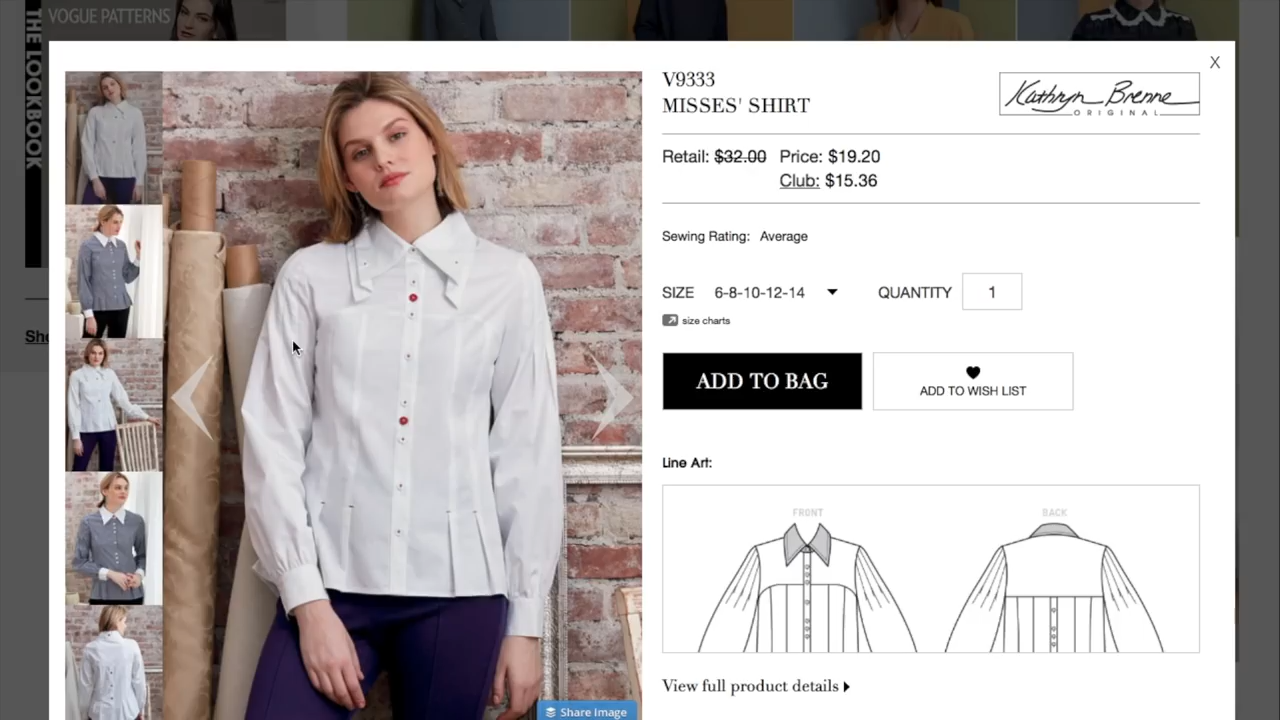 VOGUE PATTERNS
THE LOOKBOOK
She
X
V9333
MISSES' SHIRT
Kathryn Brenne
ORIGINAL
Retail: $32.00 Price: $19.20
Club: $15.36
Sewing Rating: Average
SIZE 6-8-10-12-14 QUANTITY 1
size charts
ADD TO BAG
ADD TO WISH LIST
Line Art:
FRONT BACK
View full product details
Share Image